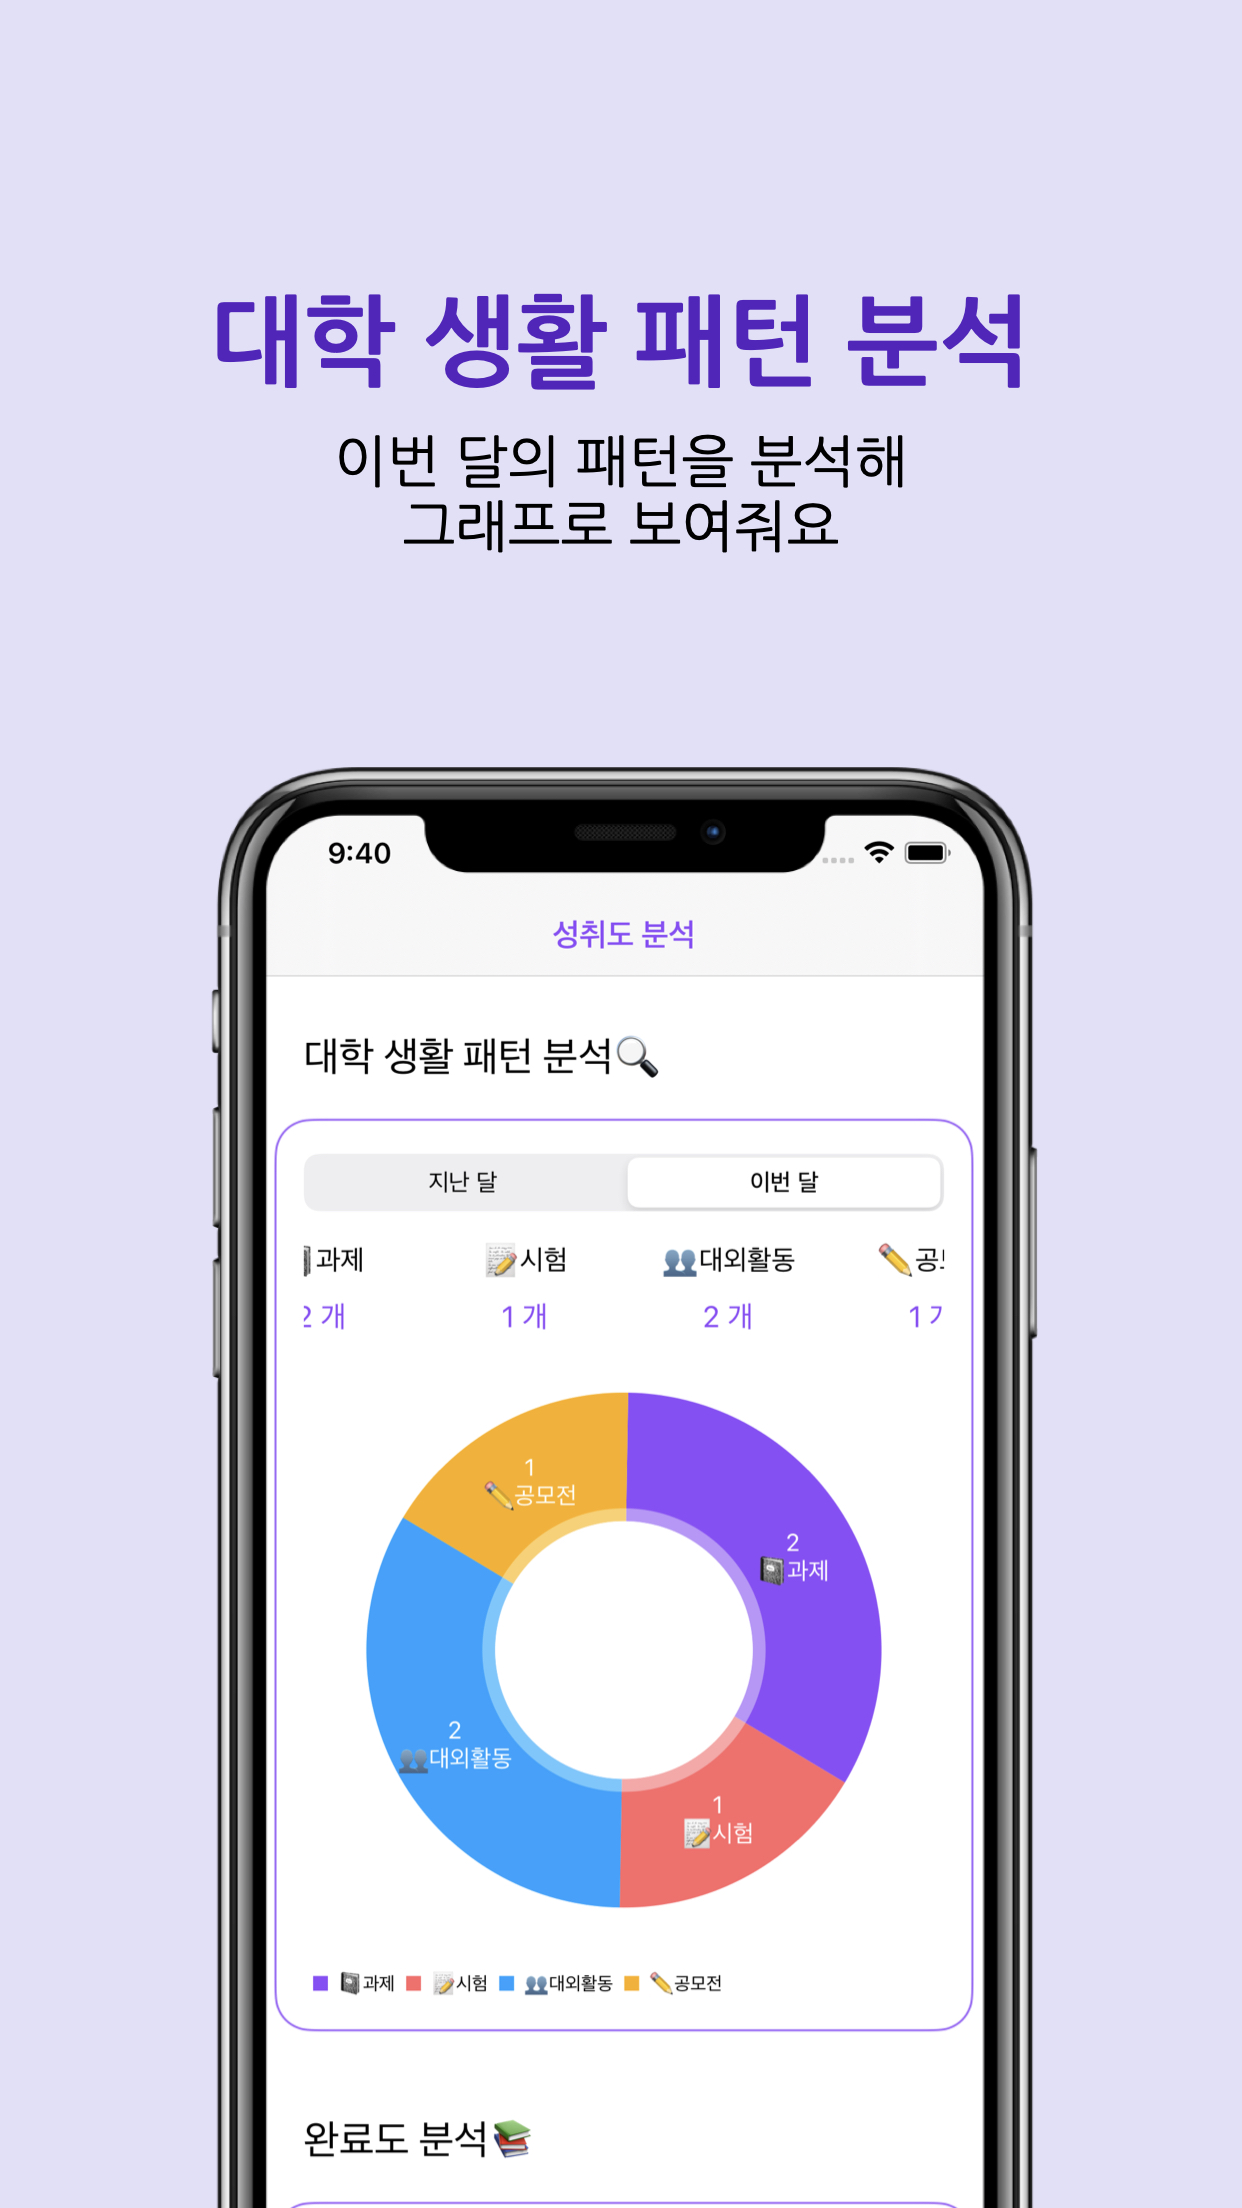 대학 생활 패턴 분석
이번 달의 패턴을 분석해
그래프로 보여줘요
9:40
성취도 분석
대학 생활 패턴 분석🔍
지난 달 이번 달
과제 📝시험 👥대외활동 ✏️공
2 개 1 개 2 개 1
1
✏️공모전
2
📓과제
2
👥대외활동
1
📝시험
📓과제 📝시험 👥대외활동 ✏️공모전
완료도 분석📚